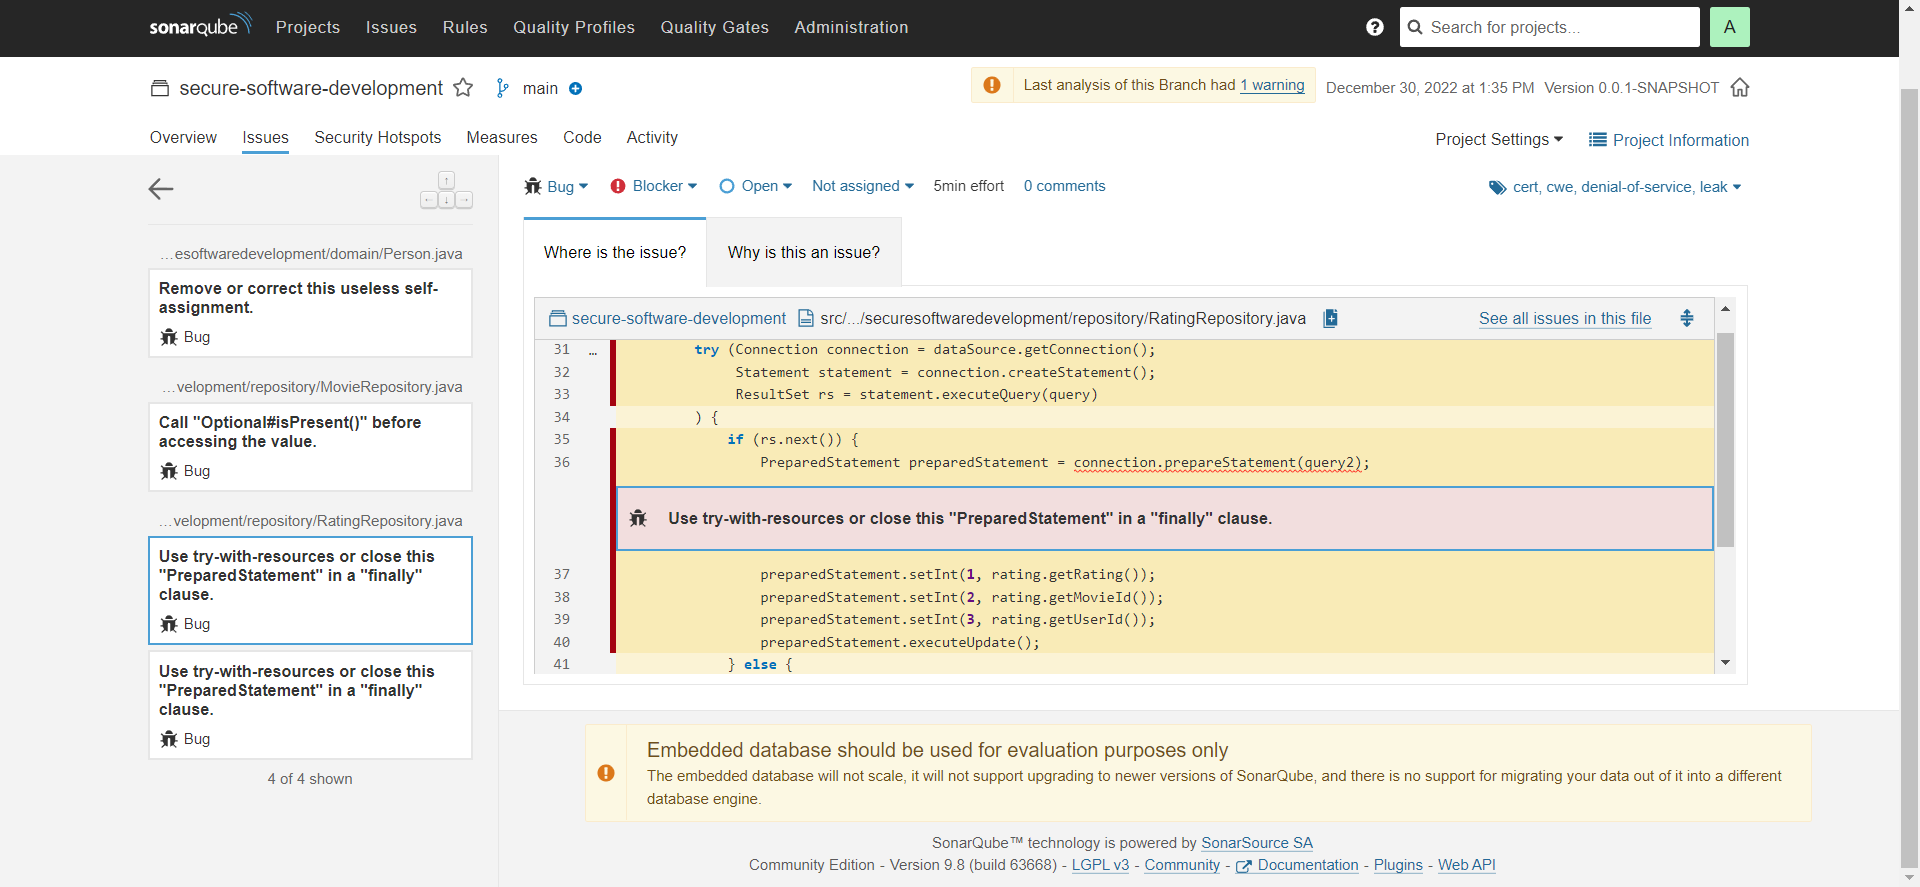 sonarqube Projects Issues Rules Quality Profiles Quality Gates Administration ? Search for projects... A
secure-software-development main Last analysis of this Branch had 1 warning December 30, 2022 at 1:35 PM Version 0.0.1-SNAPSHOT
Overview Issues Security Hotspots Measures Code Activity Project Settings Project Information
Bug Blocker Open Not assigned 5min effort 0 comments cert, cwe, denial-of-service, leak
…esoftwaredevelopment/domain/Person.java
Remove or correct this useless self-
assignment.
Bug
…velopment/repository/MovieRepository.java
Call "Optional#isPresent()" before
accessing the value.
Bug
…velopment/repository/RatingRepository.java
Use try-with-resources or close this
"PreparedStatement" in a "finally"
clause.
Bug
Use try-with-resources or close this
"PreparedStatement" in a "finally"
clause.
Bug
4 of 4 shown
Where is the issue? Why is this an issue?
secure-software-development src/.../securesoftwaredevelopment/repository/RatingRepository.java See all issues in this file
31 … try (Connection connection = dataSource.getConnection();
32 Statement statement = connection.createStatement();
33 ResultSet rs = statement.executeQuery(query)
34 ) {
35 if (rs.next()) {
36 PreparedStatement preparedStatement = connection.prepareStatement(query2);
Use try-with-resources or close this "PreparedStatement" in a "finally" clause.
37 preparedStatement.setInt(1, rating.getRating());
38 preparedStatement.setInt(2, rating.getMovieId());
39 preparedStatement.setInt(3, rating.getUserId());
40 preparedStatement.executeUpdate();
41 } else {
Embedded database should be used for evaluation purposes only
The embedded database will not scale, it will not support upgrading to newer versions of SonarQube, and there is no support for migrating your data out of it into a different
database engine.
SonarQube™ technology is powered by SonarSource SA
Community Edition - Version 9.8 (build 63668) - LGPL v3 - Community - Documentation - Plugins - Web API